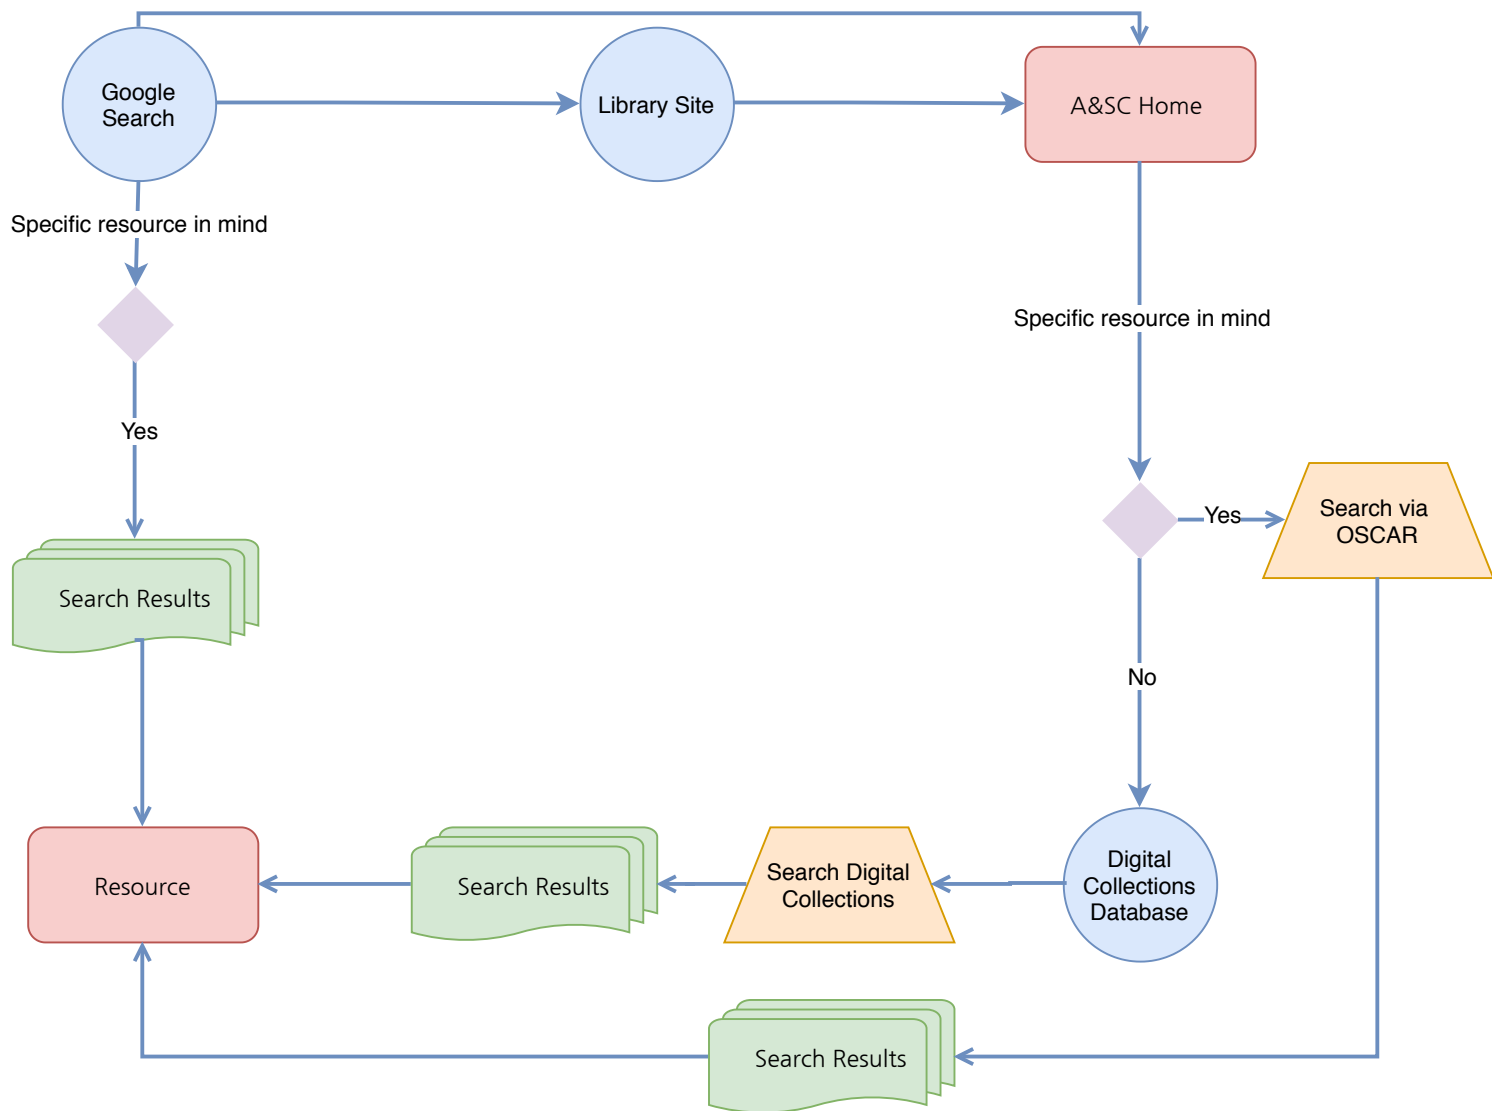 Google
Search
Library Site
A&SC Home
Specific resource in mind
Specific resource in mind
Yes
Yes
Search via
OSCAR
Search Results
No
Resource
Search Results
Search Digital
Collections
Digital
Collections
Database
Search Results